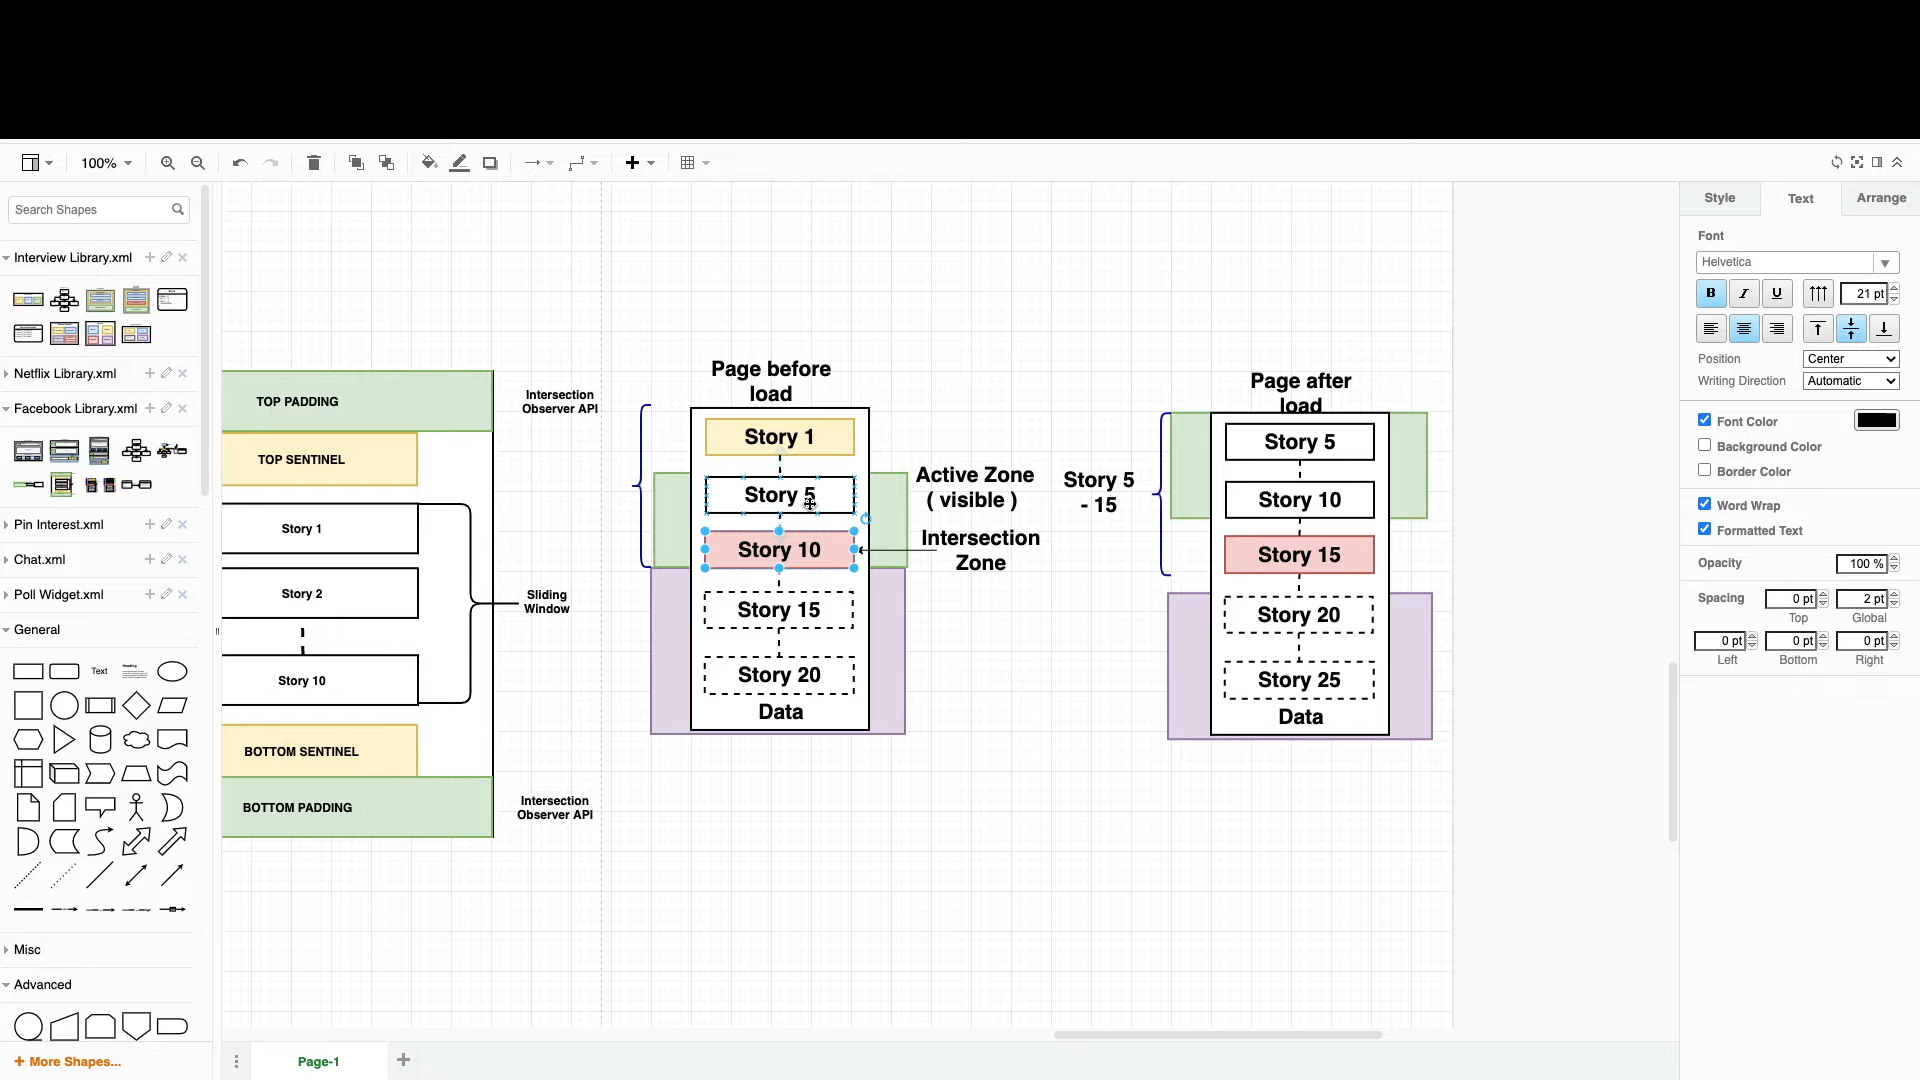 100%
Search Shapes
Interview Library.xml
Netflix Library.xml
Facebook Library.xml
Pin Interest.xml
Chat.xml
Poll Widget.xml
General
Text
Heading
Misc
Advanced
+ More Shapes...
TOP PADDING
TOP SENTINEL
Story 1
Story 2
Story 10
BOTTOM SENTINEL
BOTTOM PADDING
Intersection
Observer API
Sliding
Window
Intersection
Observer API
Page before
load
Story 1
Story 5
Story 10
Story 15
Story 20
Data
Active Zone
( visible )
Intersection
Zone
Story 5
- 15
Page after
load
Story 5
Story 10
Story 15
Story 20
Story 25
Data
Page-1
Style
Text
Arrange
Font
Helvetica
B
I
U
21 pt
Position
Center
Writing Direction
Automatic
Font Color
Background Color
Border Color
Word Wrap
Formatted Text
Opacity
100 %
Spacing
0 pt
2 pt
Top
Global
0 pt
0 pt
0 pt
Left
Bottom
Right